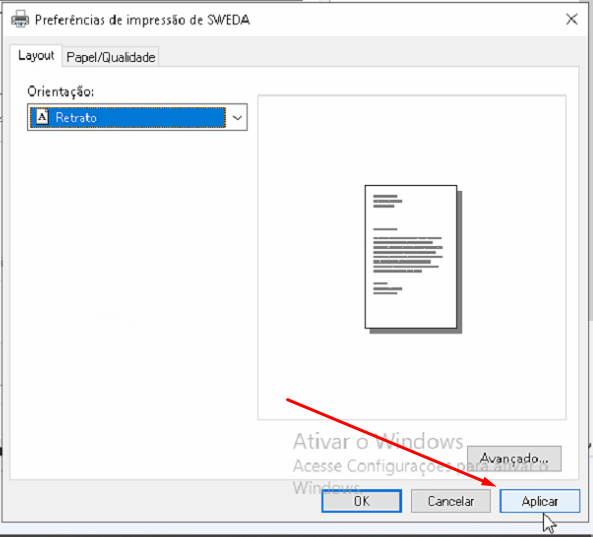 Preferências de impressão de SWEDA
Layout
Papel/Qualidade
Orientação:
A Retrato
Ativar o Windows
Acesse Configurações para ativar o
Windows.
Avançado...
OK
Cancelar
Aplicar